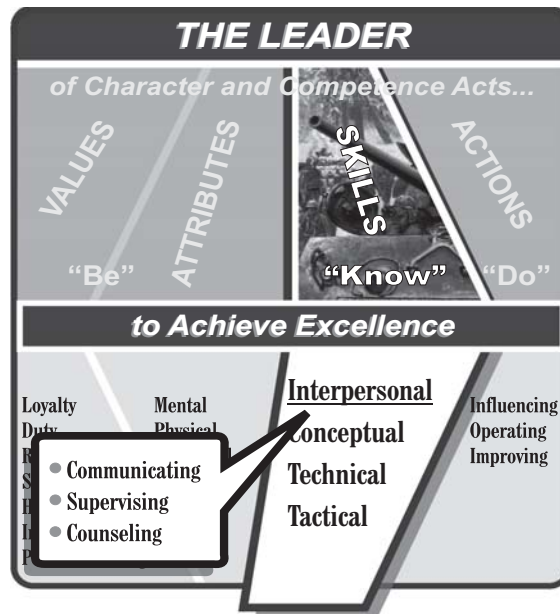 THE LEADER
of Character and Competence Acts...
VALUES
ATTRIBUTES
SKILLS
ACTIONS
“Be”
“Know”
“Do”
to Achieve Excellence
Loyalty
Duty
Mental
Physical
Interpersonal
Conceptual
Technical
Tactical
Influencing
Operating
Improving
Communicating
Supervising
Counseling